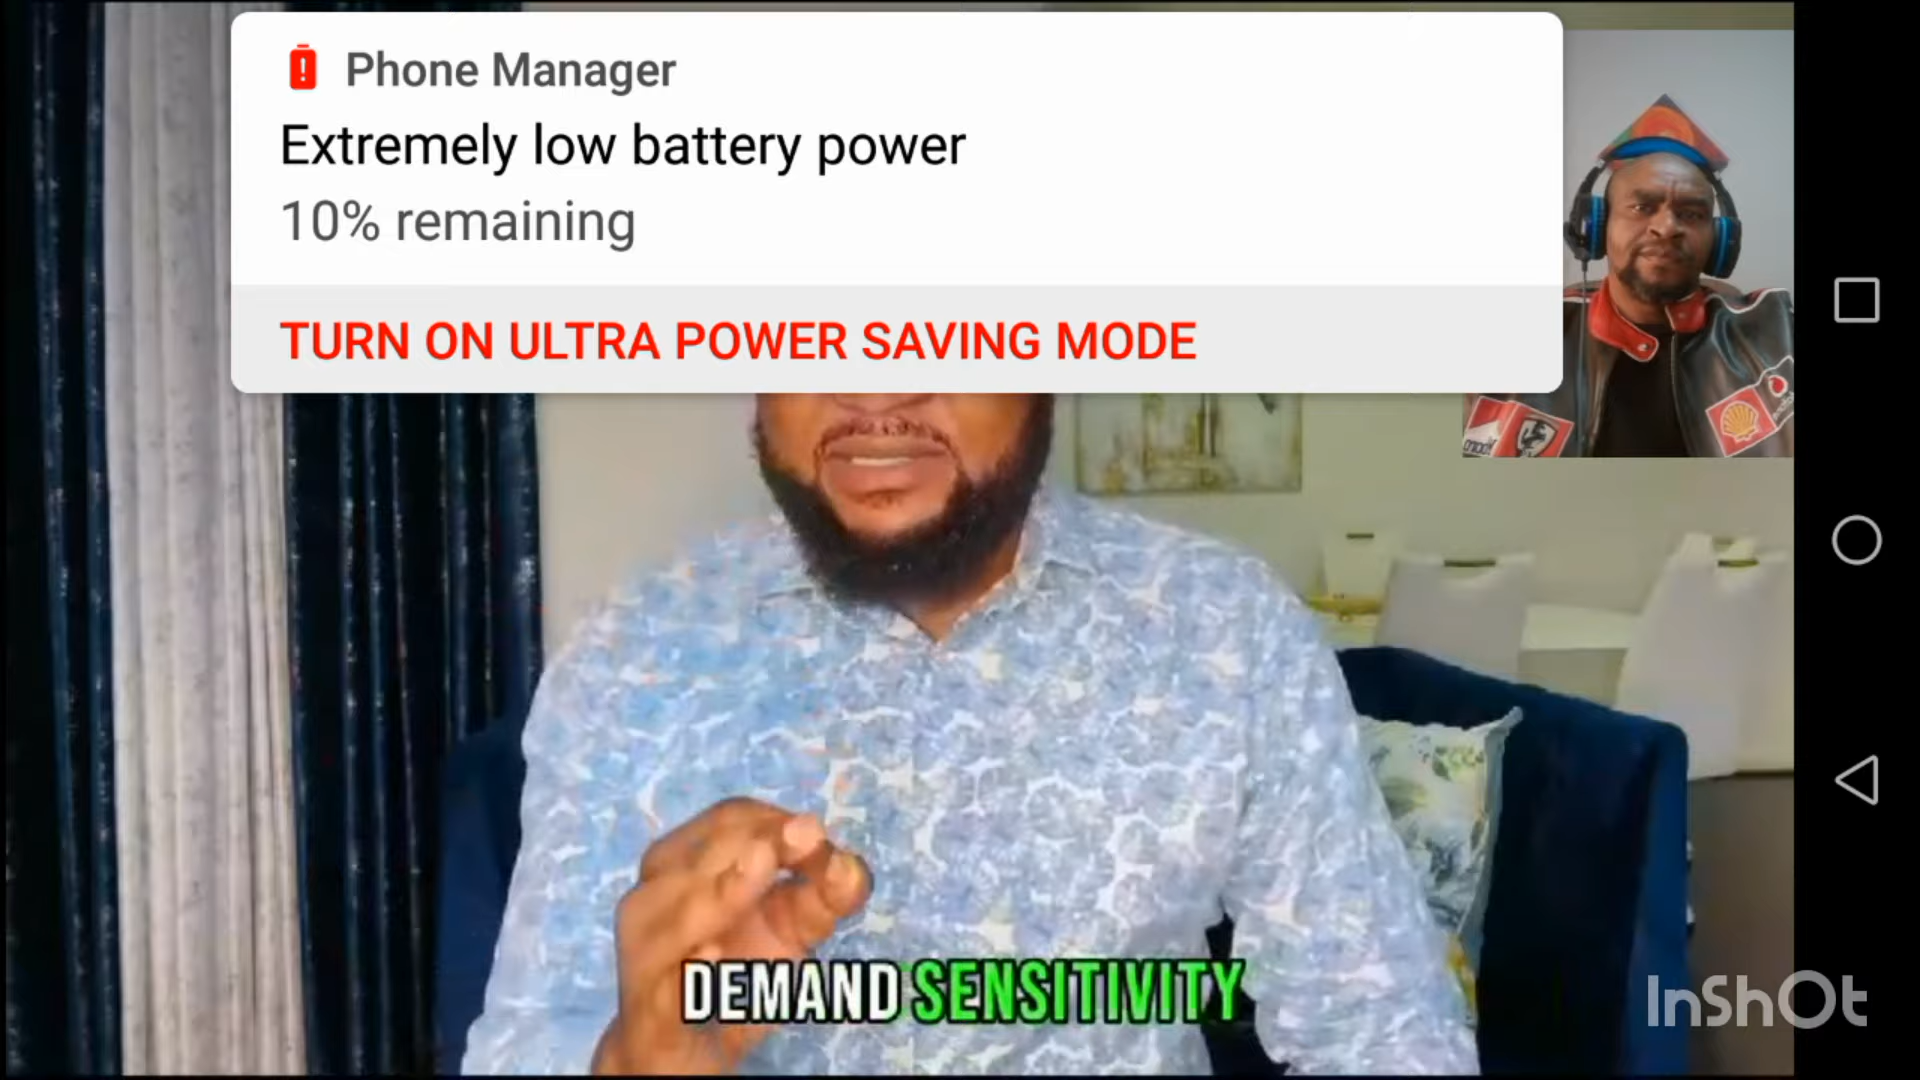 Phone Manager
Extremely low battery power
10% remaining
TURN ON ULTRA POWER SAVING MODE
DEMAND SENSITIVITY
InShOt